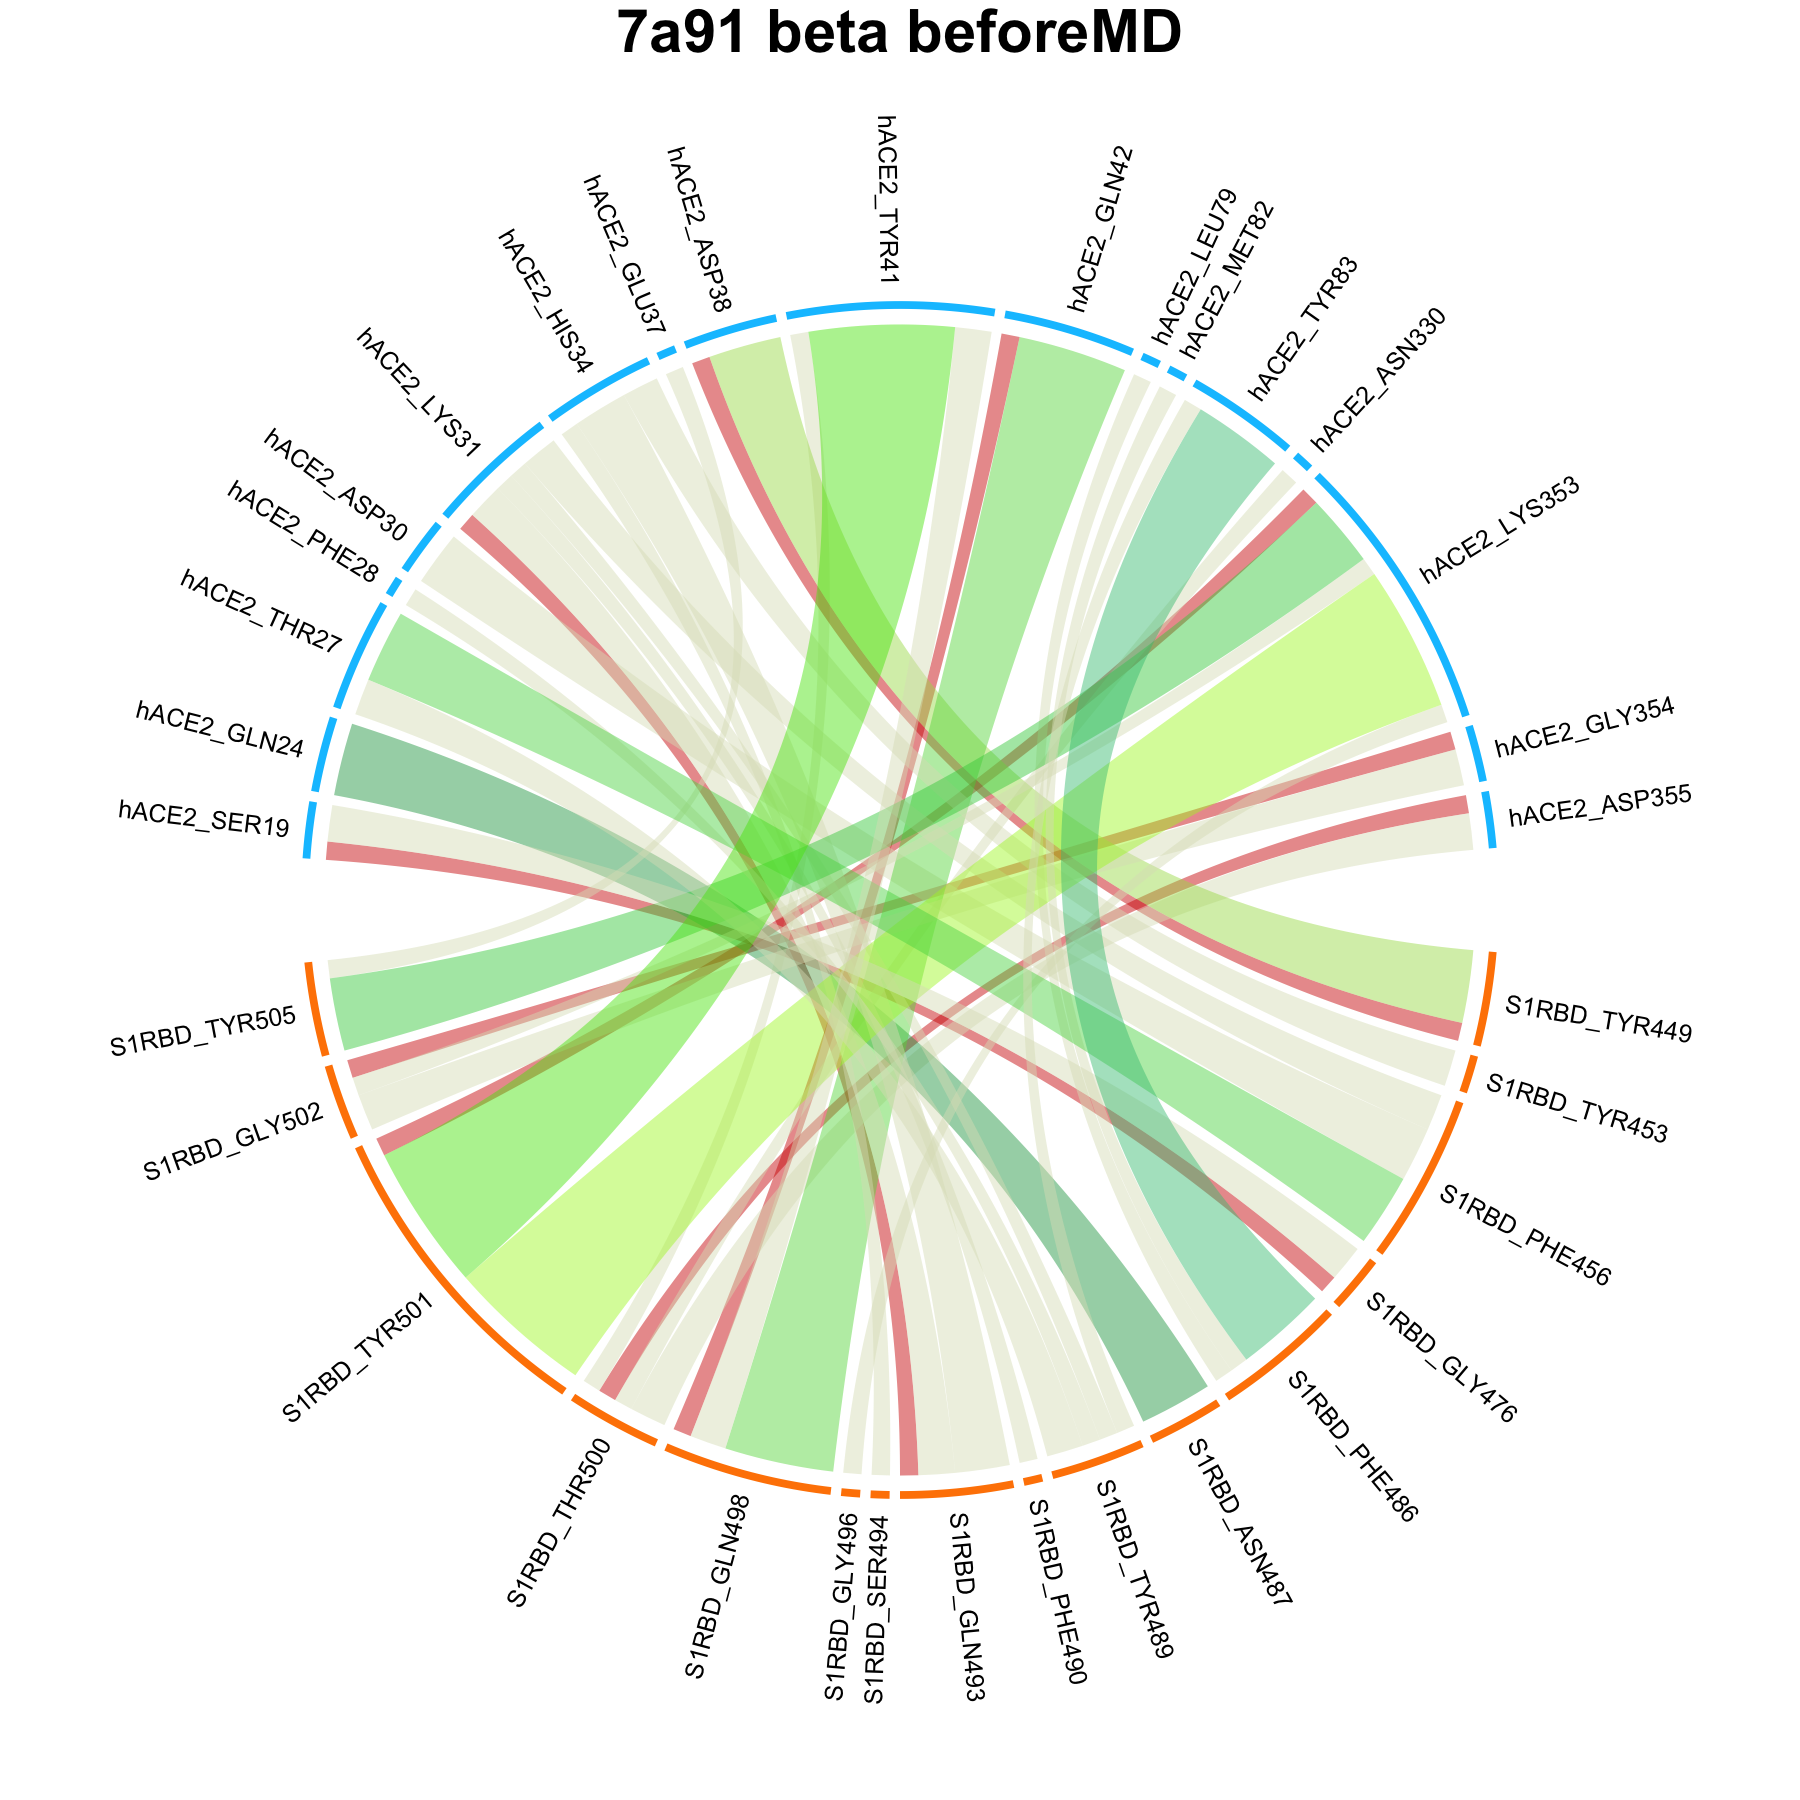 7a91 beta beforeMD
hACE2_SER19
hACE2_GLN24
hACE2_THR27
hACE2_PHE28
hACE2_ASP30
hACE2_LYS31
hACE2_HIS34
hACE2_GLU37
hACE2_ASP38
hACE2_TYR41
hACE2_GLN42
hACE2_LEU79
hACE2_MET82
hACE2_TYR83
hACE2_ASN330
hACE2_LYS353
hACE2_GLY354
hACE2_ASP355
S1RBD_TYR449
S1RBD_TYR453
S1RBD_PHE456
S1RBD_GLY476
S1RBD_PHE486
S1RBD_ASN487
S1RBD_TYR489
S1RBD_PHE490
S1RBD_GLN493
S1RBD_SER494
S1RBD_GLY496
S1RBD_GLN498
S1RBD_THR500
S1RBD_TYR501
S1RBD_GLY502
S1RBD_TYR505